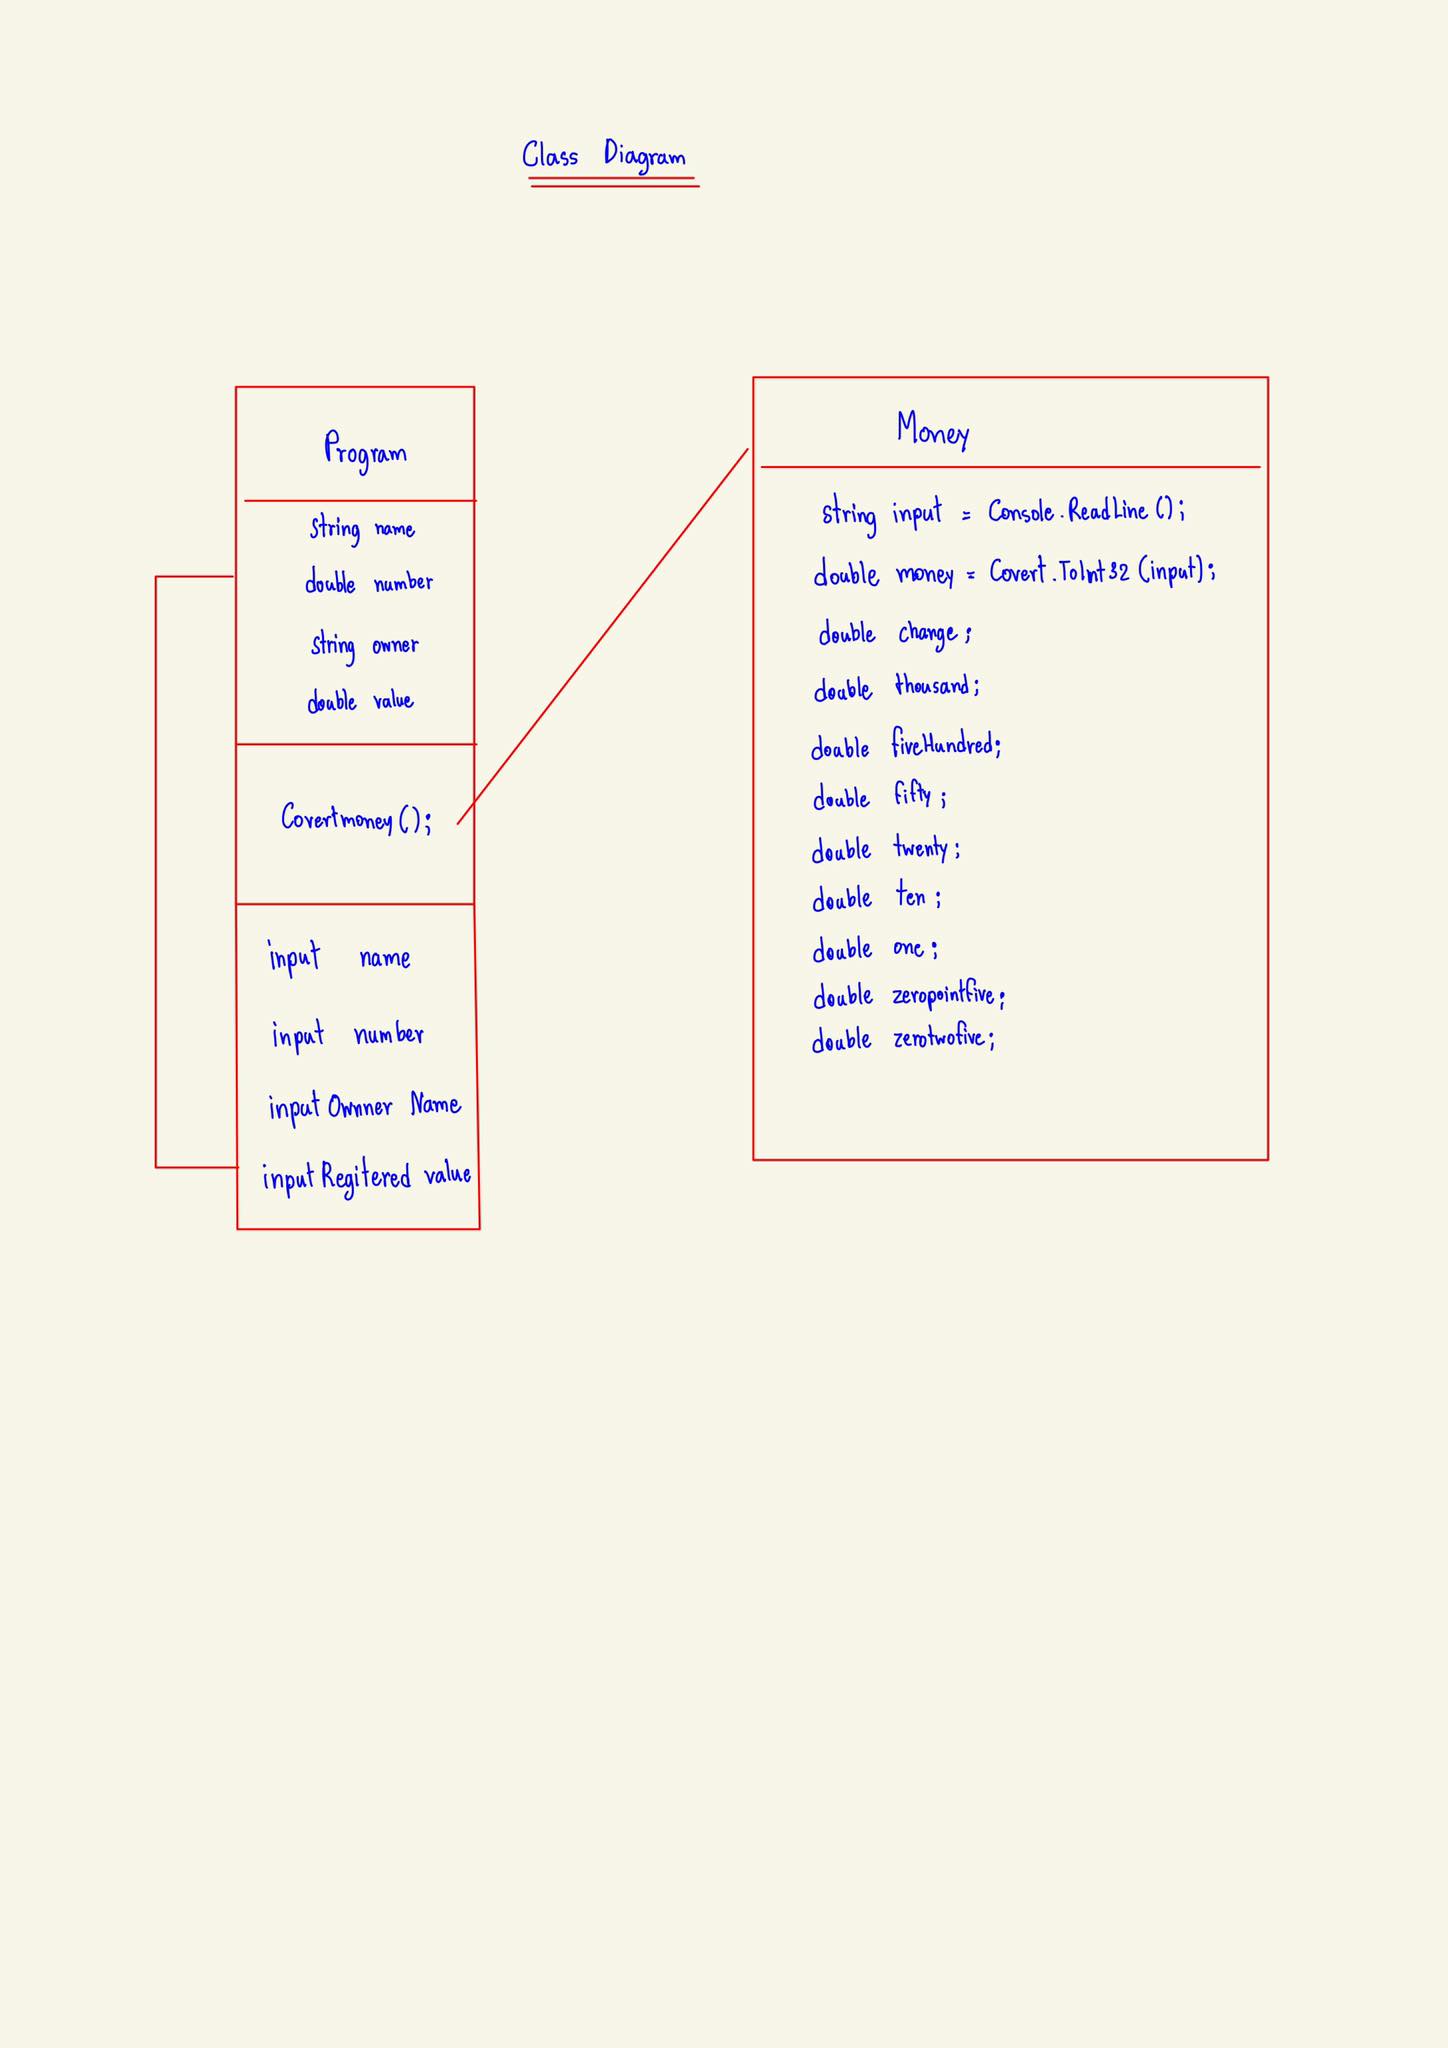 Class Diagram
Program
string name
double number
string owner
double value
Covertmoney();
input name
input number
input Ownner Name
input Regitered value
Money
string input = Console.ReadLine();
double money = Covert.ToInt32(input);
double change;
double thousand;
double fiveHundred;
double fifty;
double twenty;
double ten;
double one;
double zeropointfive;
double zerotwofive;